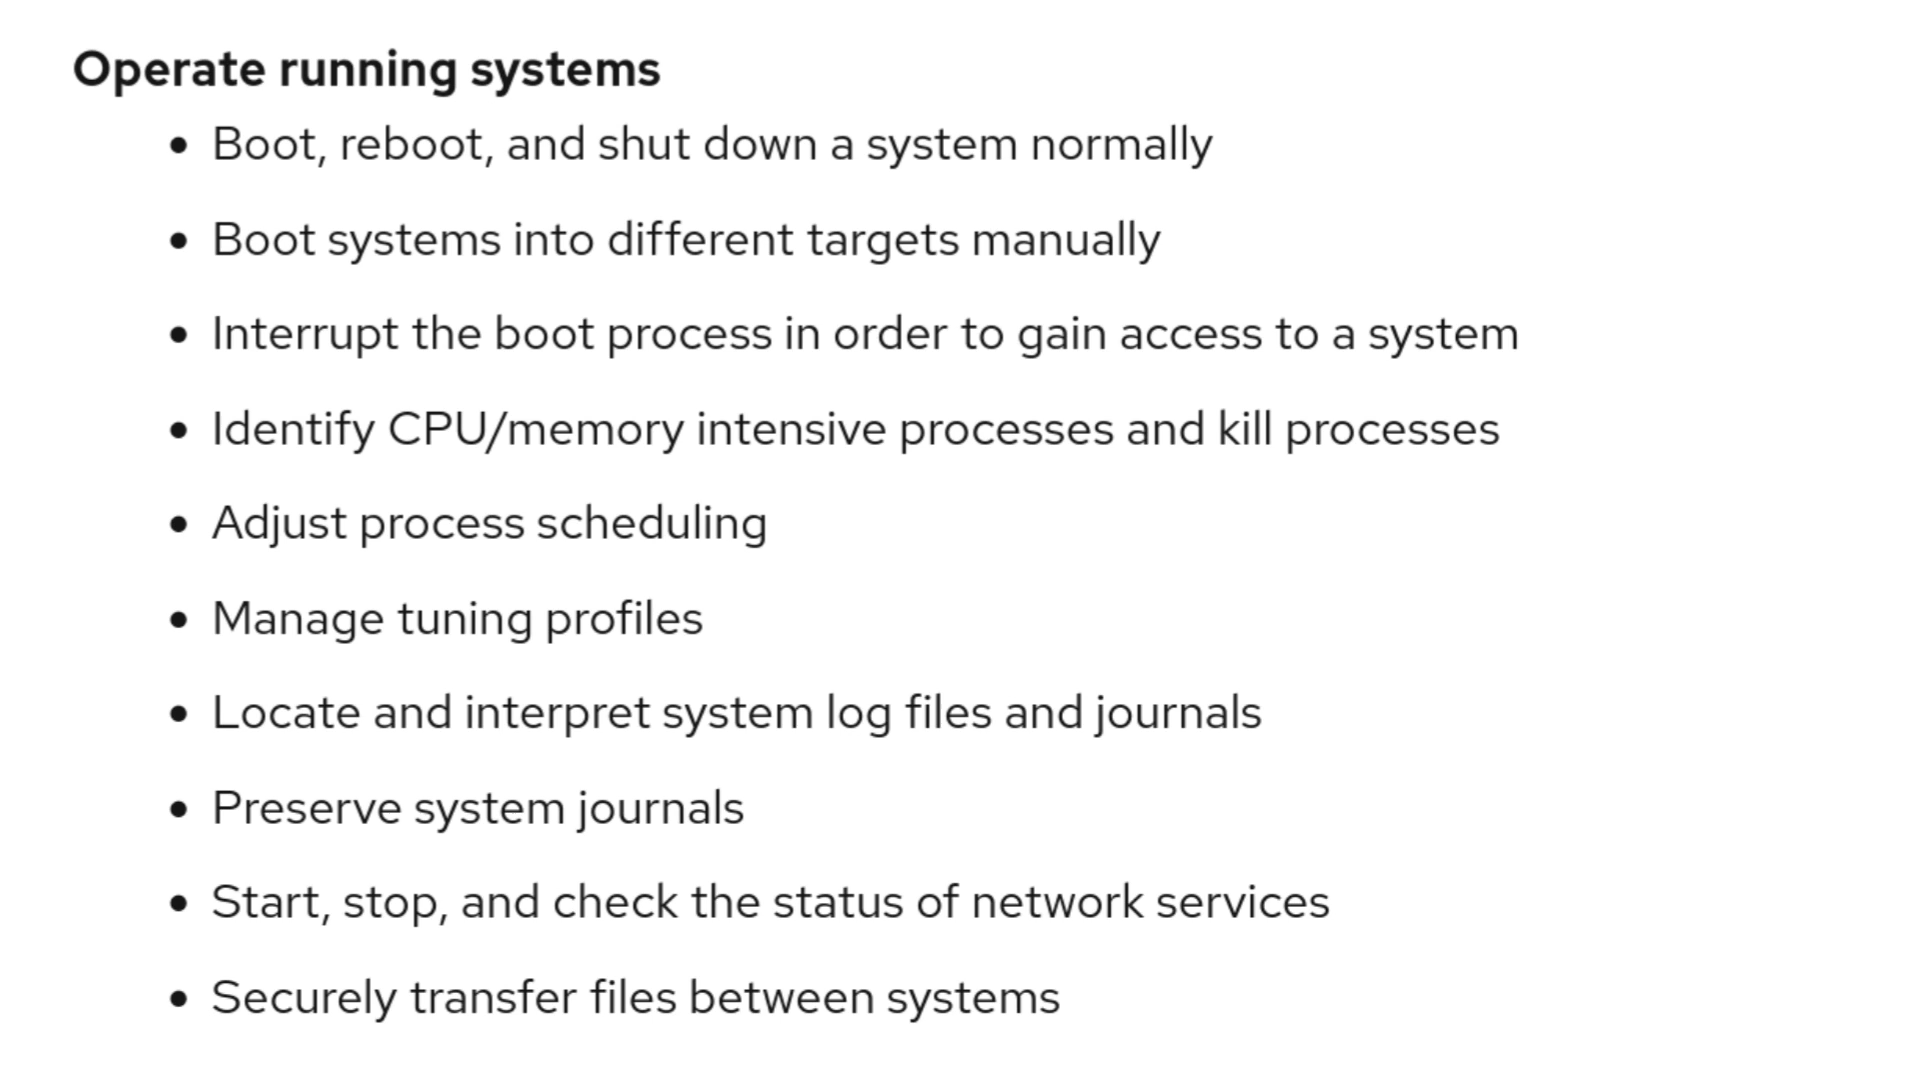 Operate running systems
• Boot, reboot, and shut down a system normally
• Boot systems into different targets manually
• Interrupt the boot process in order to gain access to a system
• Identify CPU/memory intensive processes and kill processes
• Adjust process scheduling
• Manage tuning profiles
• Locate and interpret system log files and journals
• Preserve system journals
• Start, stop, and check the status of network services
• Securely transfer files between systems